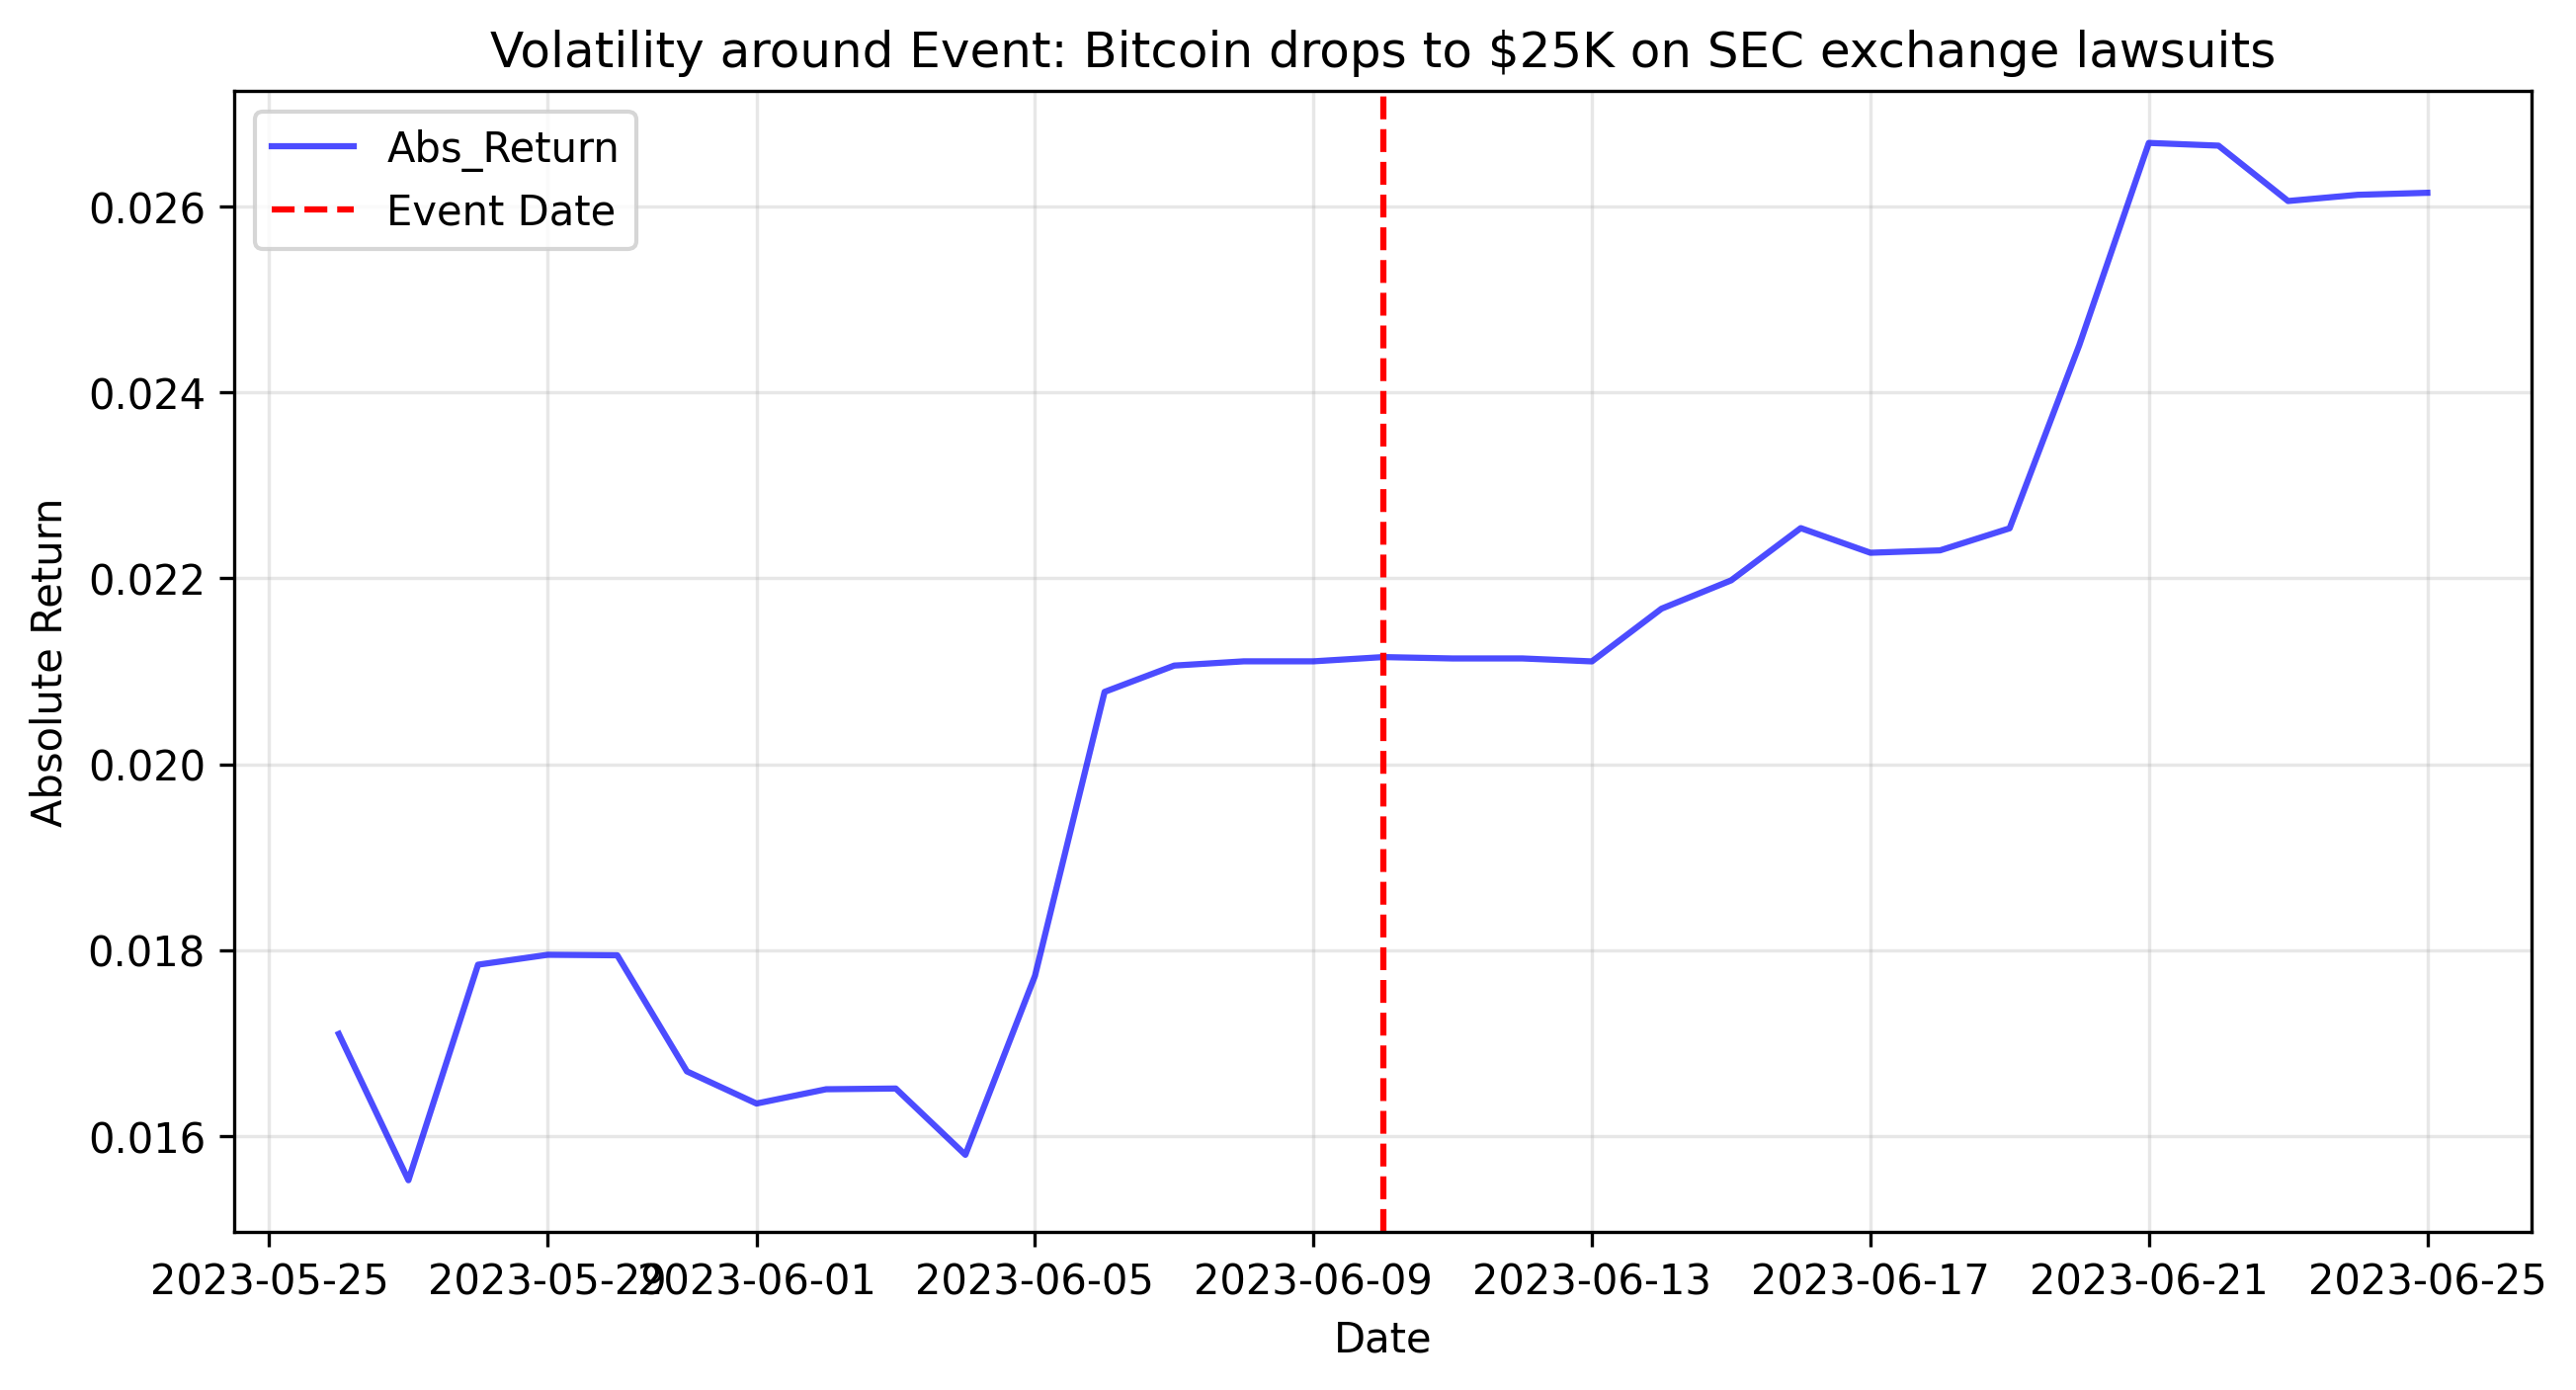 Volatility around Event: Bitcoin drops to $25K on SEC exchange lawsuits
Abs_Return
Event Date
0.026
0.024
0.022
0.020
0.018
0.016
Absolute Return
2023-05-25 2023-05-29 2023-06-01 2023-06-05 2023-06-09 2023-06-13 2023-06-17 2023-06-21 2023-06-25
Date